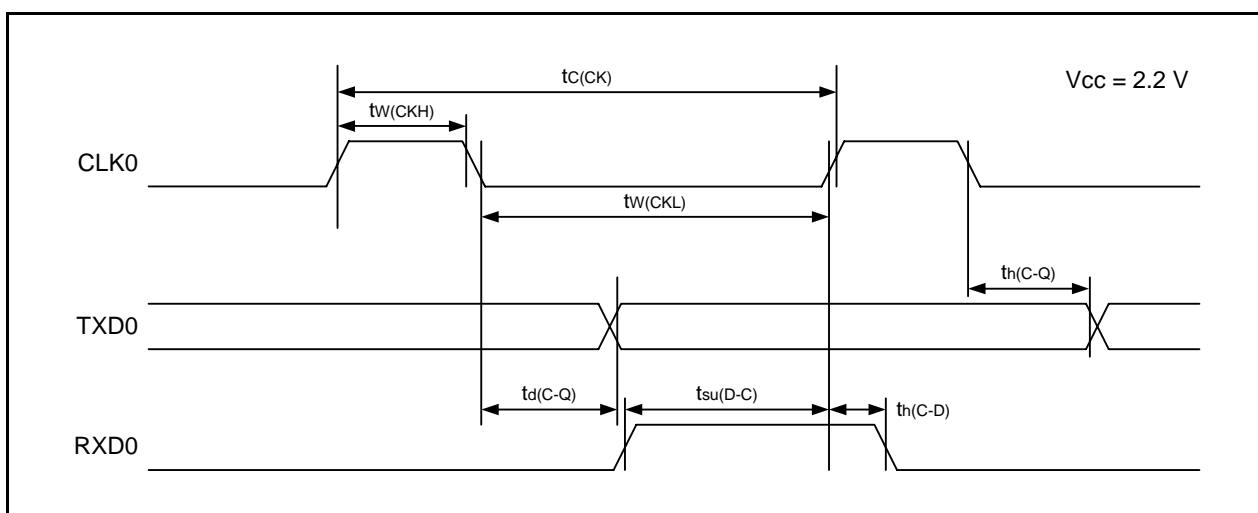 tC(CK)
Vcc = 2.2 V
tW(CKH)
CLK0
tW(CKL)
th(C-Q)
TXD0
td(C-Q)
tsu(D-C)
th(C-D)
RXD0